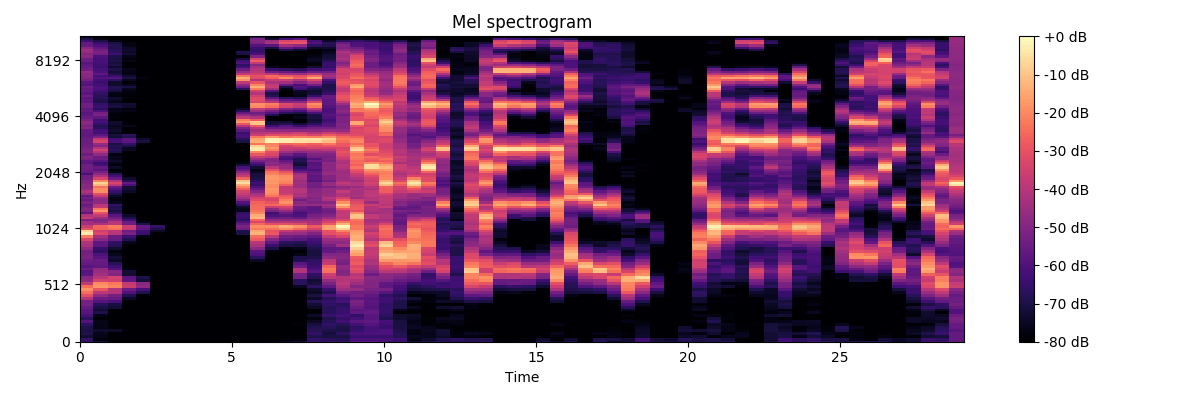 Mel spectrogram
8192
4096
2048
1024
512
0
Hz
0 5 10 15 20 25
Time
+0 dB
-10 dB
-20 dB
-30 dB
-40 dB
-50 dB
-60 dB
-70 dB
-80 dB